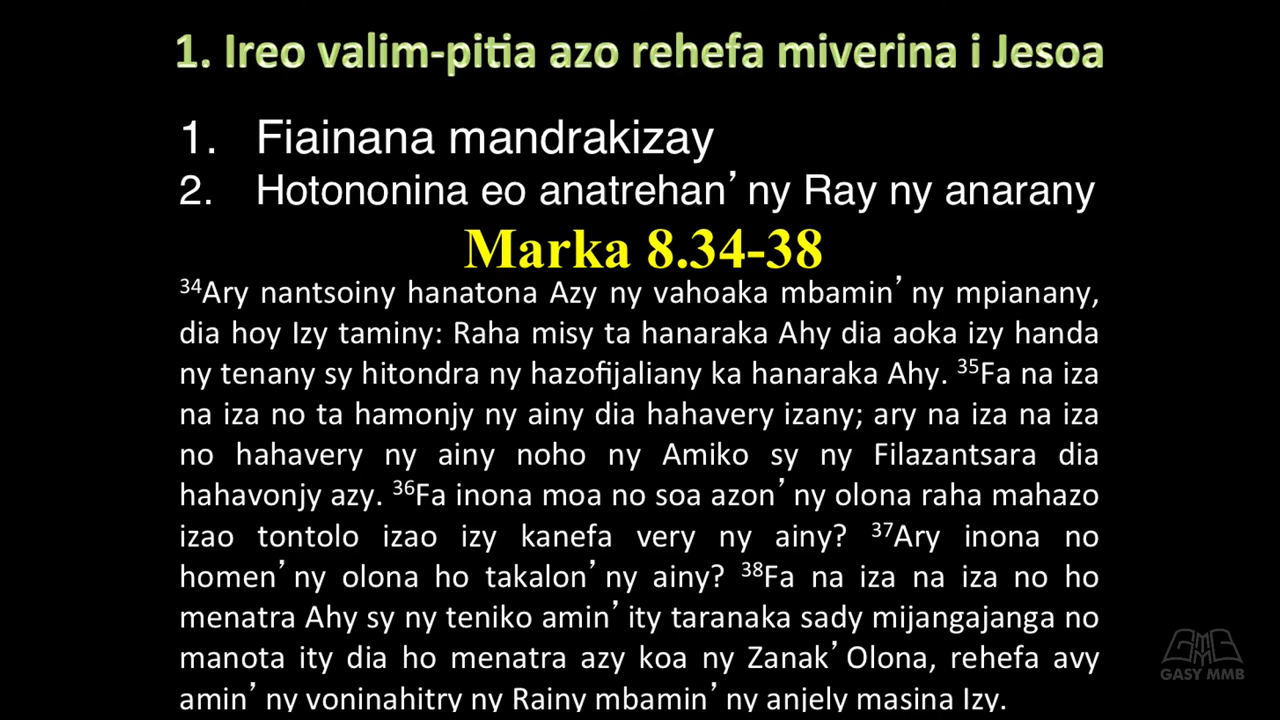 1. Ireo valim-pitia azo rehefa miverina i Jesoa
1. Fiainana mandrakizay
2. Hotononina eo anatrehan’ny Ray ny anarany
Marka 8.34-38
³⁴Ary nantsoiny hanatona Azy ny vahoaka mbamin’ny mpianany,
dia hoy Izy taminy: Raha misy ta hanaraka Ahy dia aoka izy handa
ny tenany sy hitondra ny hazofijaliany ka hanaraka Ahy. ³⁵Fa na iza
na iza no ta hamonjy ny ainy dia hahavery izany; ary na iza na iza
no hahavery ny ainy noho ny Amiko sy ny Filazantsara dia
hahavonjy azy. ³⁶Fa inona moa no soa azon’ny olona raha mahazo
izao tontolo izao izy kanefa very ny ainy? ³⁷Ary inona no
homen’ny olona ho takalon’ny ainy? ³⁸Fa na iza na iza no ho
menatra Ahy sy ny teniko amin’ity taranaka sady mijangajanga no
manota ity dia ho menatra azy koa ny Zanak’Olona, rehefa avy
amin’ny voninahitry ny Rainy mbamin’ny anjely masina Izy.
GMMB
GASY MMB